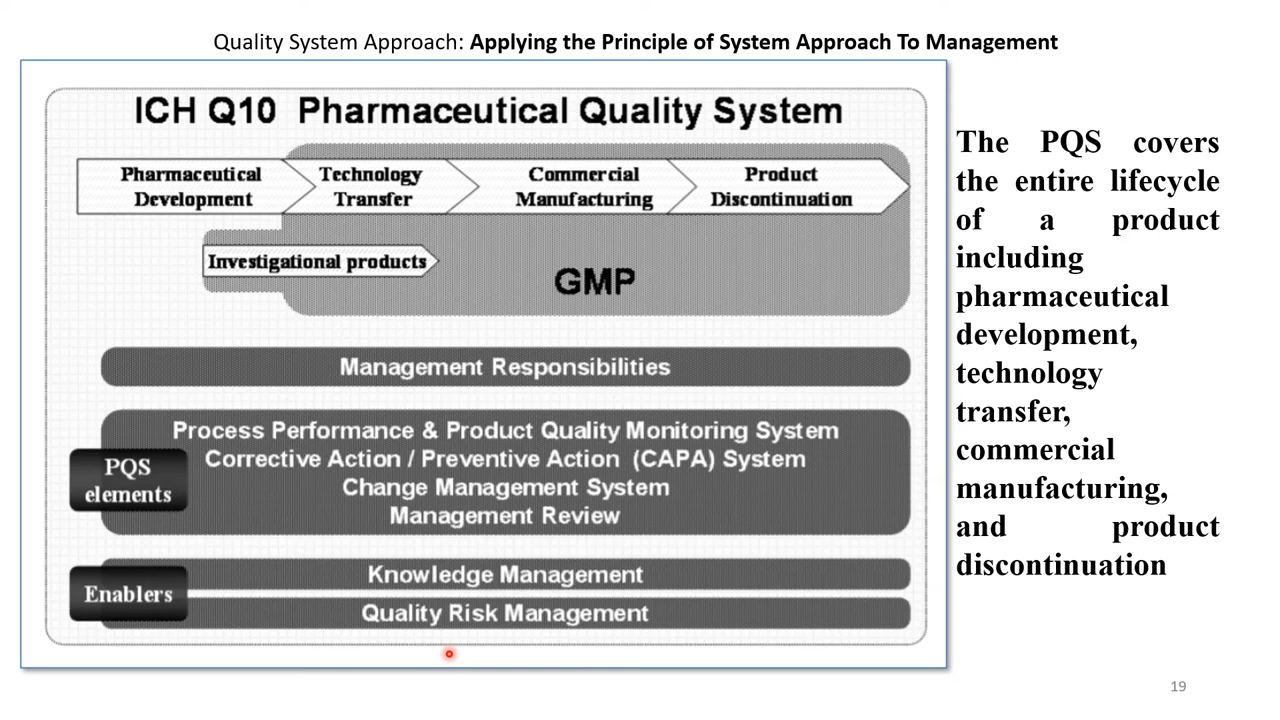 Quality System Approach: Applying the Principle of System Approach To Management
ICH Q10 Pharmaceutical Quality System
Pharmaceutical
Development
Technology
Transfer
Commercial
Manufacturing
Product
Discontinuation
Investigational products
GMP
Management Responsibilities
PQS
elements
Process Performance & Product Quality Monitoring System
Corrective Action / Preventive Action (CAPA) System
Change Management System
Management Review
Enablers
Knowledge Management
Quality Risk Management
The PQS covers
the entire lifecycle
of a product
including
pharmaceutical
development,
technology
transfer,
commercial
manufacturing,
and product
discontinuation
19